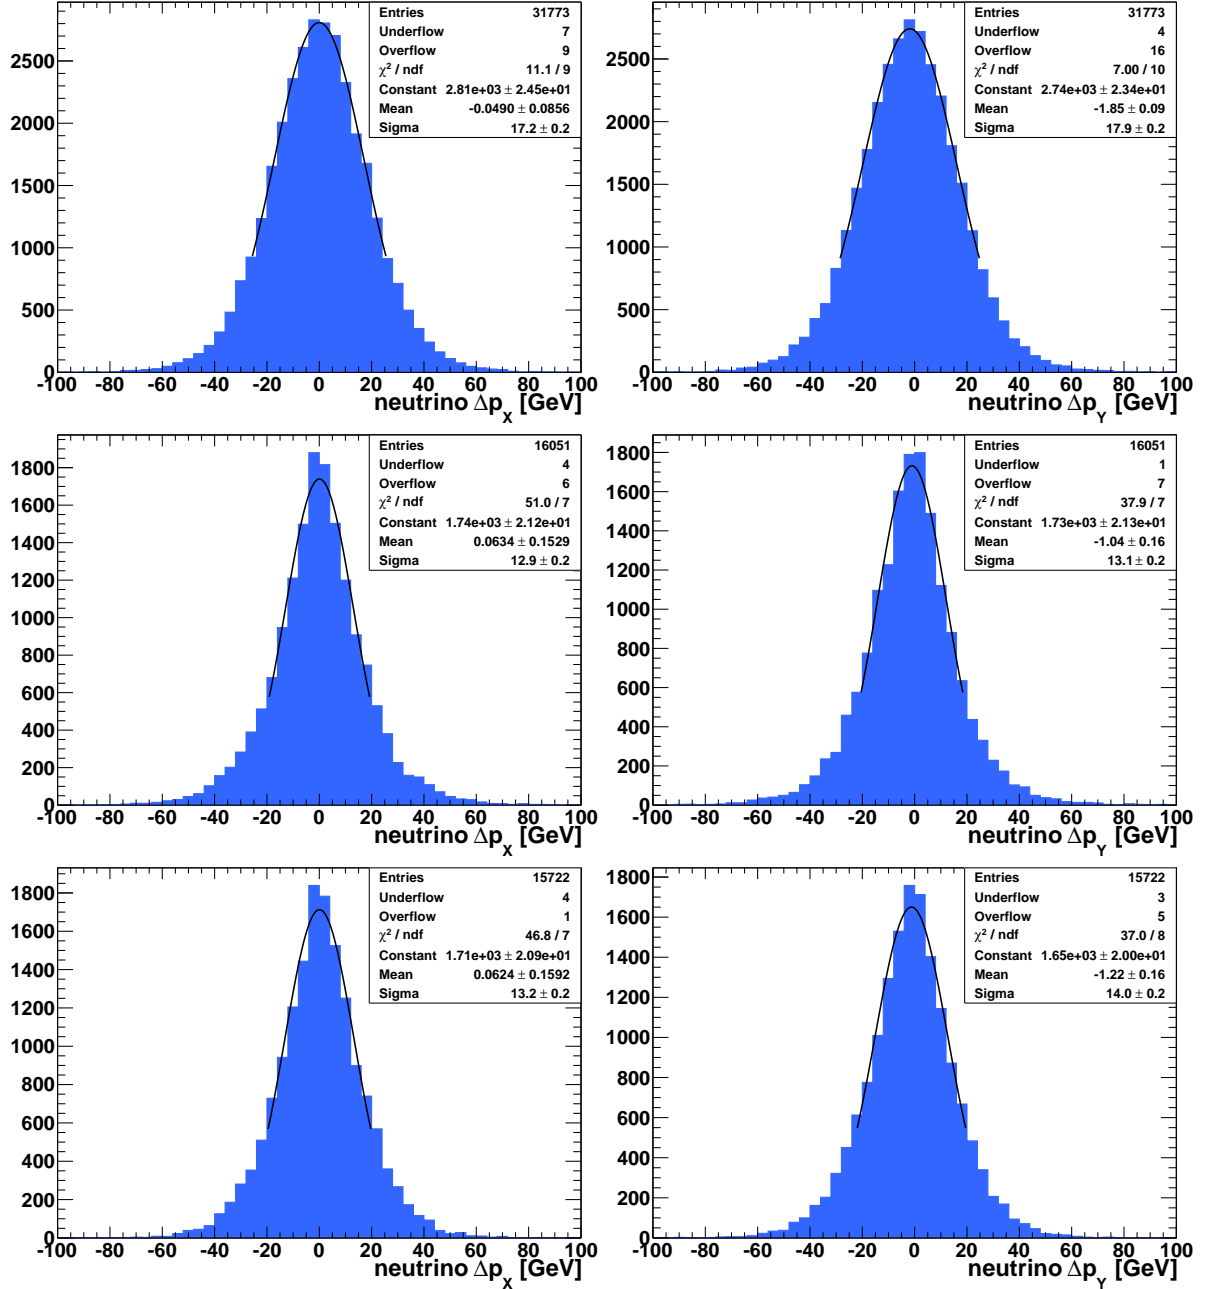 Entries 31773
Underflow 7
Overflow 9
χ² / ndf 11.1 / 9
Constant 2.81e+03 ± 2.45e+01
Mean -0.0490 ± 0.0856
Sigma 17.2 ± 0.2
2500
2000
1500
1000
500
0
-100 -80 -60 -40 -20 0 20 40 60 80 100
neutrino Δp_X [GeV]
Entries 31773
Underflow 4
Overflow 16
χ² / ndf 7.00 / 10
Constant 2.74e+03 ± 2.34e+01
Mean -1.85 ± 0.09
Sigma 17.9 ± 0.2
2500
2000
1500
1000
500
0
-100 -80 -60 -40 -20 0 20 40 60 80 100
neutrino Δp_Y [GeV]
Entries 16051
Underflow 4
Overflow 6
χ² / ndf 51.0 / 7
Constant 1.74e+03 ± 2.12e+01
Mean 0.0634 ± 0.1529
Sigma 12.9 ± 0.2
1800
1600
1400
1200
1000
800
600
400
200
0
-100 -80 -60 -40 -20 0 20 40 60 80 100
neutrino Δp_X [GeV]
Entries 16051
Underflow 1
Overflow 7
χ² / ndf 37.9 / 7
Constant 1.73e+03 ± 2.13e+01
Mean -1.04 ± 0.16
Sigma 13.1 ± 0.2
1800
1600
1400
1200
1000
800
600
400
200
0
-100 -80 -60 -40 -20 0 20 40 60 80 100
neutrino Δp_Y [GeV]
Entries 15722
Underflow 4
Overflow 1
χ² / ndf 46.8 / 7
Constant 1.71e+03 ± 2.09e+01
Mean 0.0624 ± 0.1592
Sigma 13.2 ± 0.2
1800
1600
1400
1200
1000
800
600
400
200
0
-100 -80 -60 -40 -20 0 20 40 60 80 100
neutrino Δp_X [GeV]
Entries 15722
Underflow 3
Overflow 5
χ² / ndf 37.0 / 8
Constant 1.65e+03 ± 2.00e+01
Mean -1.22 ± 0.16
Sigma 14.0 ± 0.2
1800
1600
1400
1200
1000
800
600
400
200
0
-100 -80 -60 -40 -20 0 20 40 60 80 100
neutrino Δp_Y [GeV]